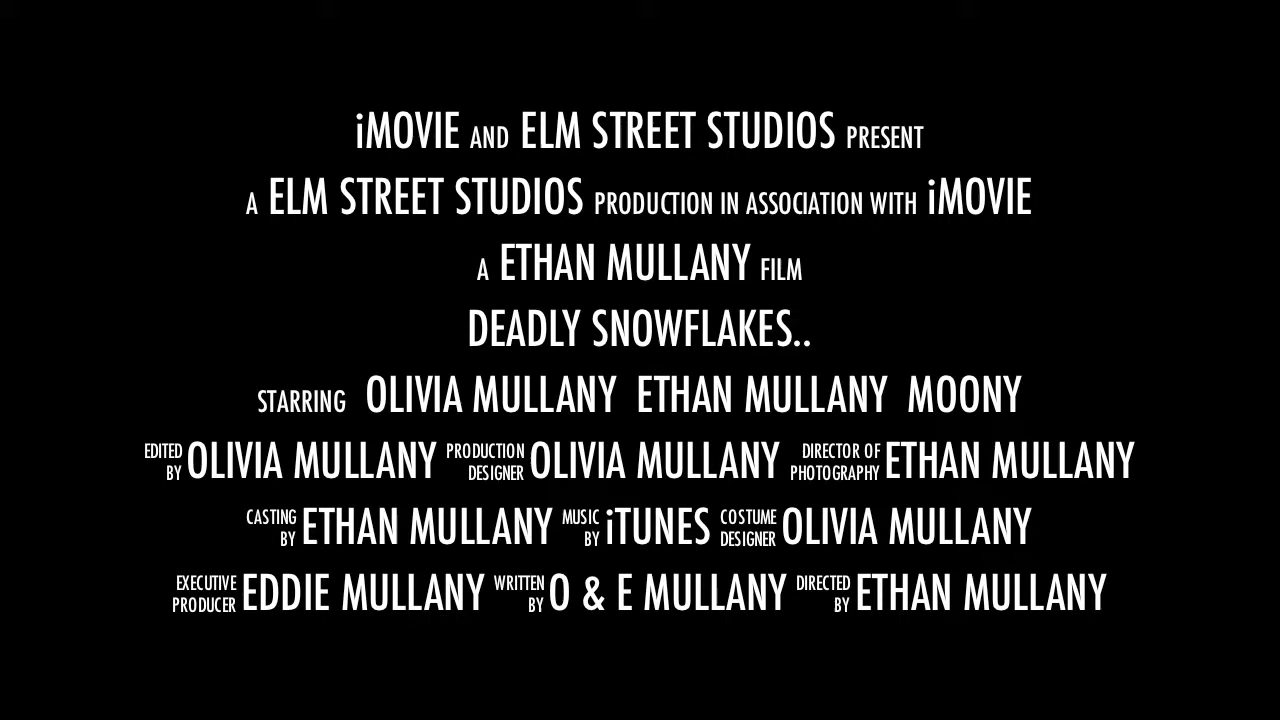 iMOVIE AND ELM STREET STUDIOS PRESENT
A ELM STREET STUDIOS PRODUCTION IN ASSOCIATION WITH iMOVIE
A ETHAN MULLANY FILM
DEADLY SNOWFLAKES..
STARRING OLIVIA MULLANY ETHAN MULLANY MOONY
EDITED BY OLIVIA MULLANY PRODUCTION DESIGNER OLIVIA MULLANY DIRECTOR OF PHOTOGRAPHY ETHAN MULLANY
CASTING BY ETHAN MULLANY MUSIC BY iTUNES COSTUME DESIGNER OLIVIA MULLANY
EXECUTIVE PRODUCER EDDIE MULLANY WRITTEN BY O & E MULLANY DIRECTED BY ETHAN MULLANY